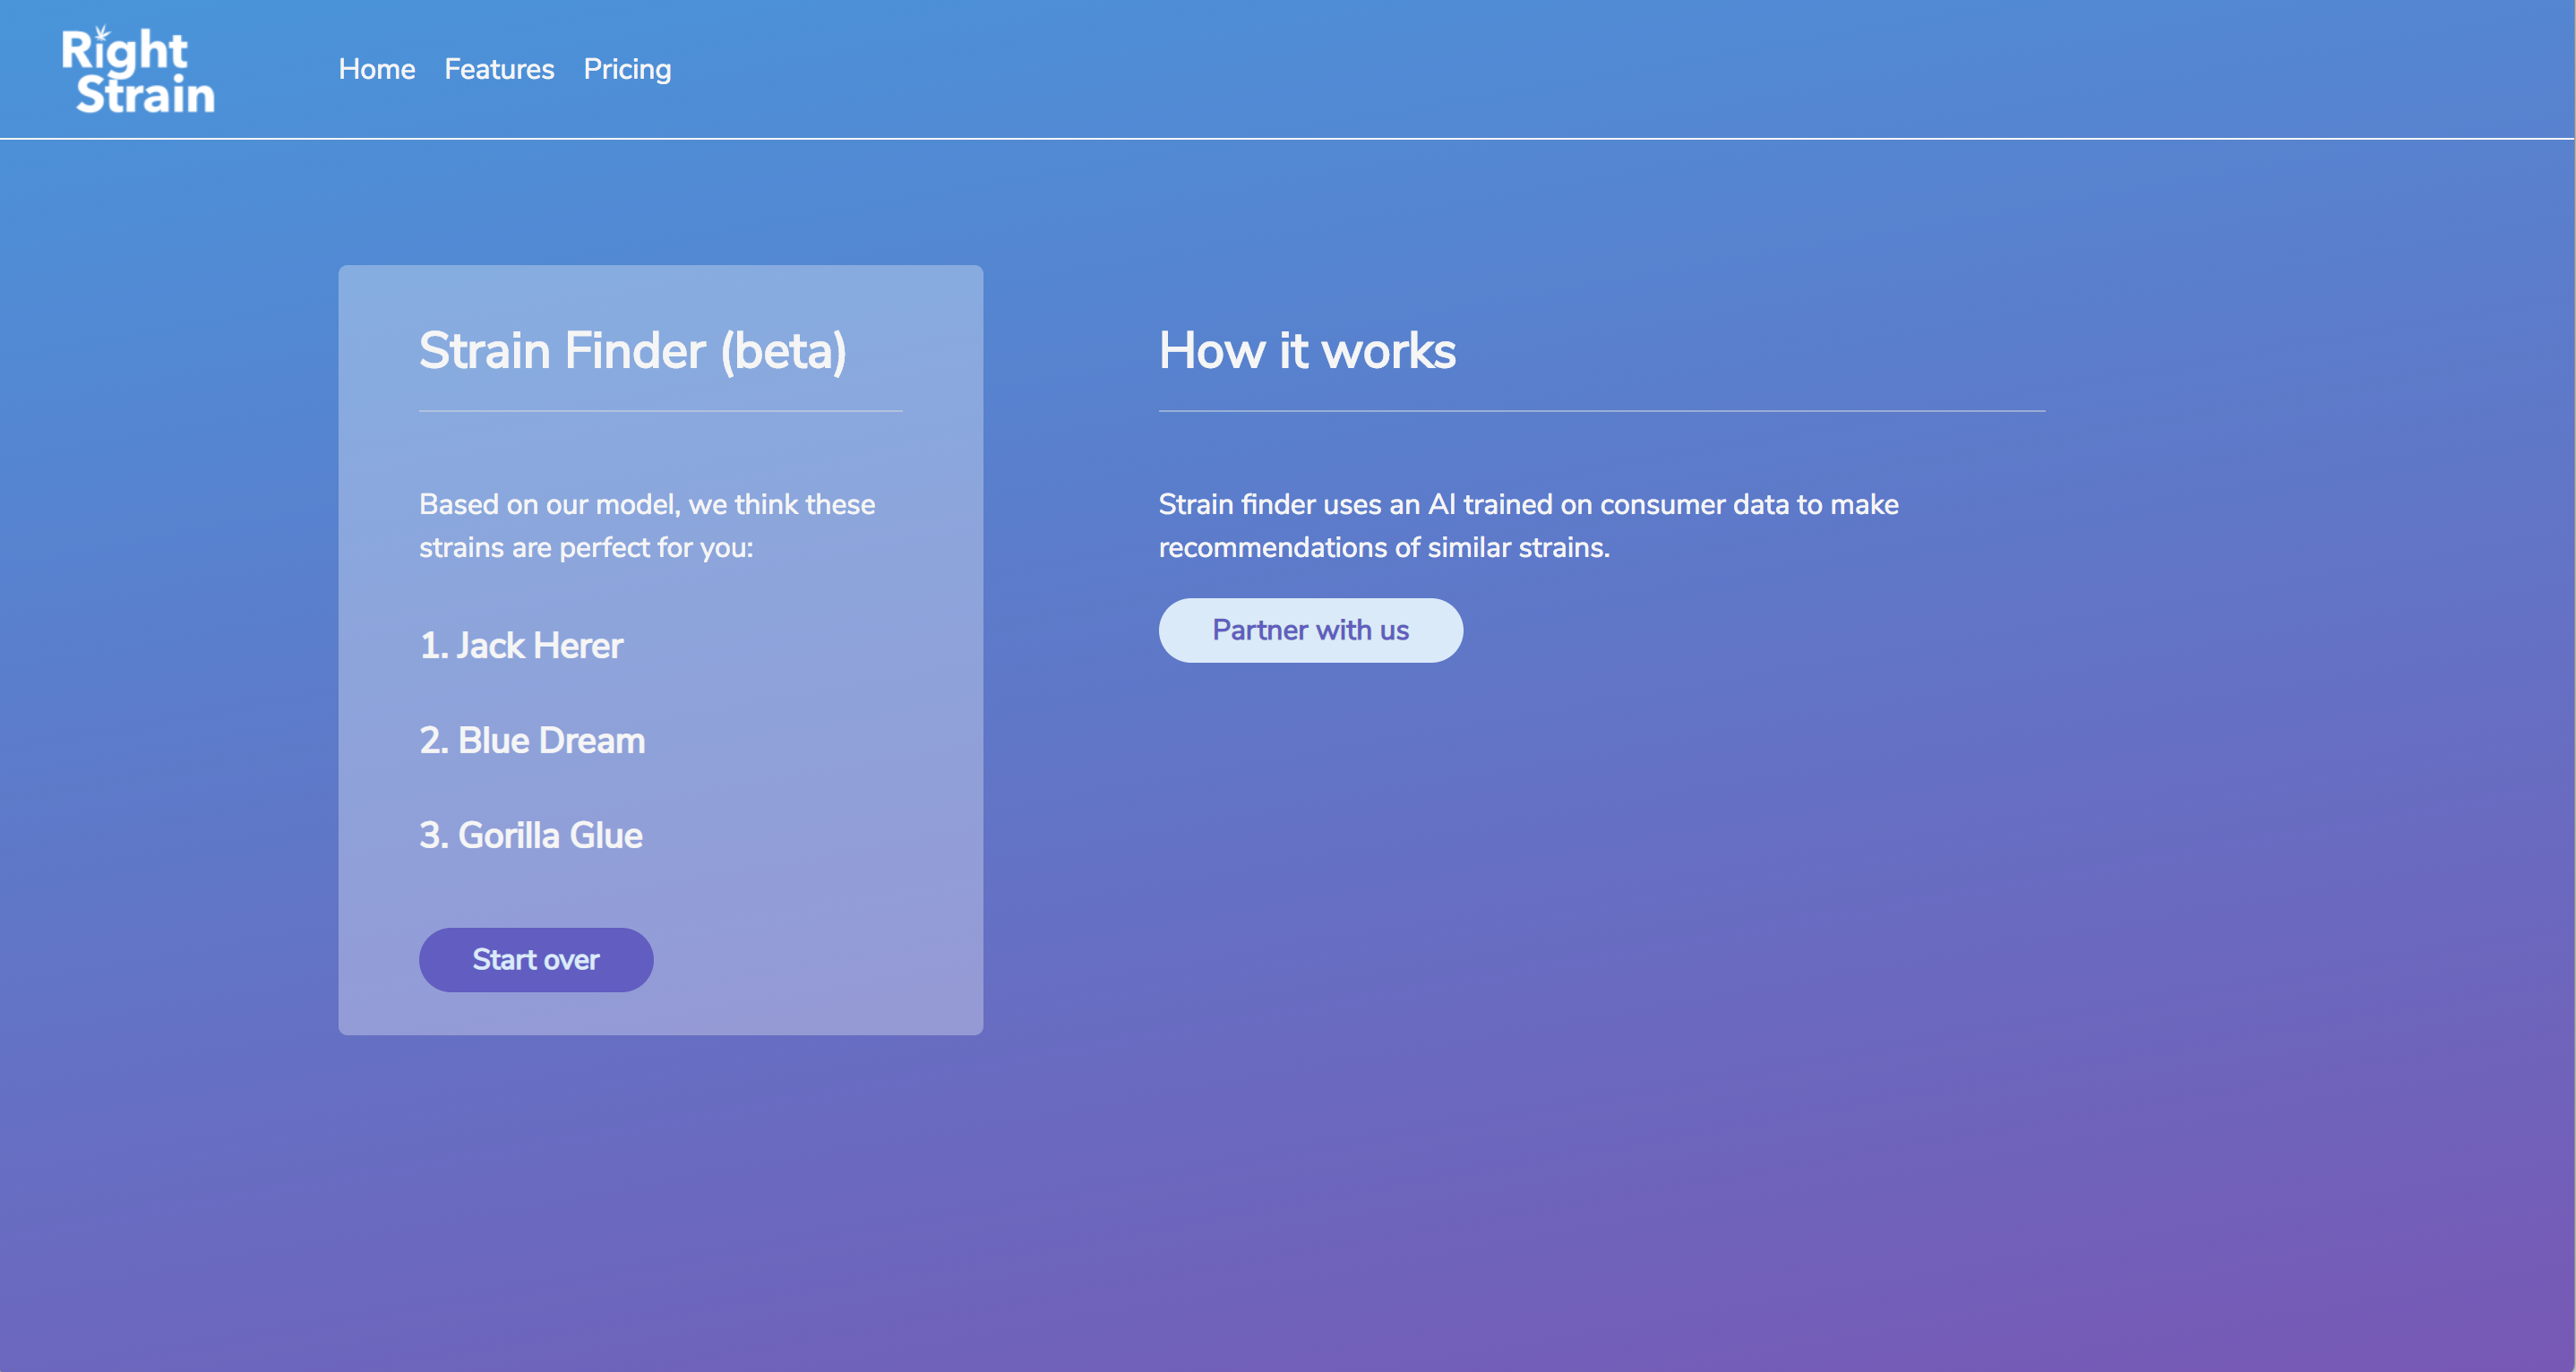 Right
Strain
Home
Features
Pricing
Strain Finder (beta)
Based on our model, we think these
strains are perfect for you:
1. Jack Herer
2. Blue Dream
3. Gorilla Glue
Start over
How it works
Strain finder uses an AI trained on consumer data to make
recommendations of similar strains.
Partner with us